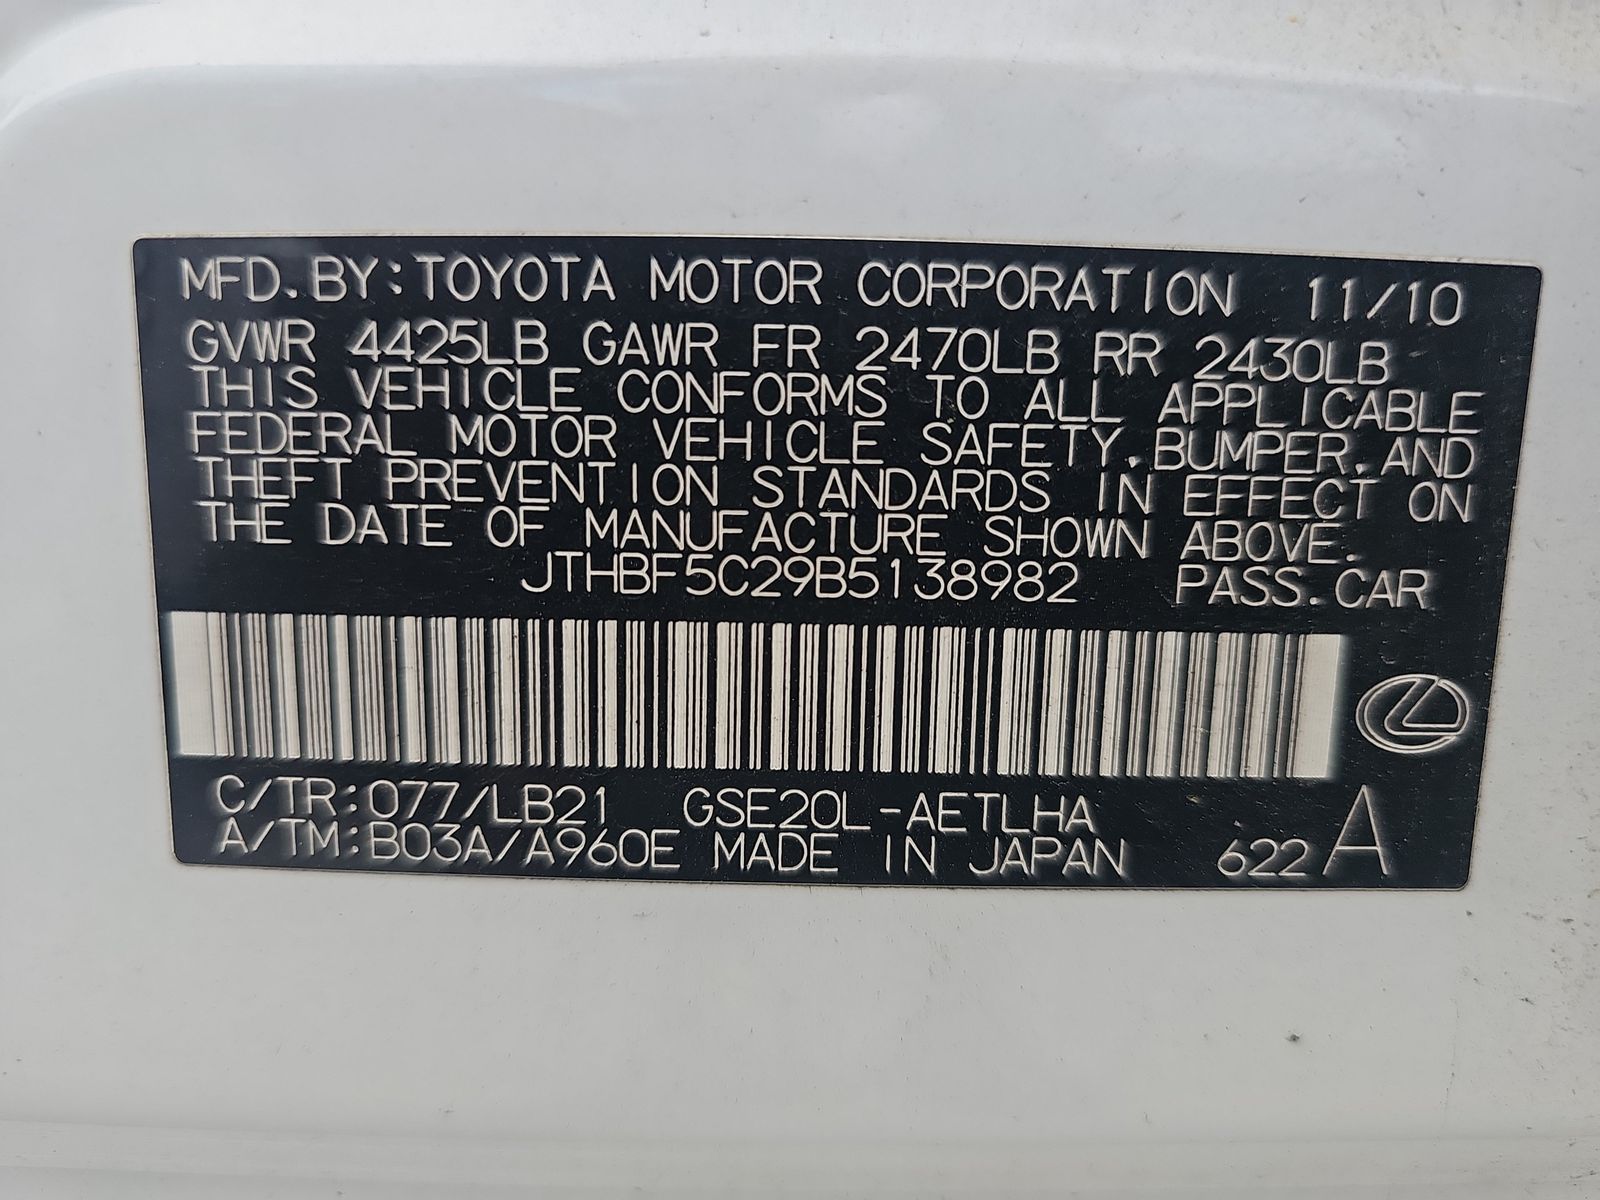 MFD.BY:TOYOTA MOTOR CORPORATION 11/10
GVWR 4425LB GAWR FR 2470LB RR 2430LB
THIS VEHICLE CONFORMS TO ALL APPLICABLE
FEDERAL MOTOR VEHICLE SAFETY,BUMPER,AND
THEFT PREVENTION STANDARDS IN EFFECT ON
THE DATE OF MANUFACTURE SHOWN ABOVE.
JTHBF5C29B5138982 PASS.CAR
C/TR:077/LB21 GSE20L-AETLHA
A/TM:B03A/A960E MADE IN JAPAN 622 A